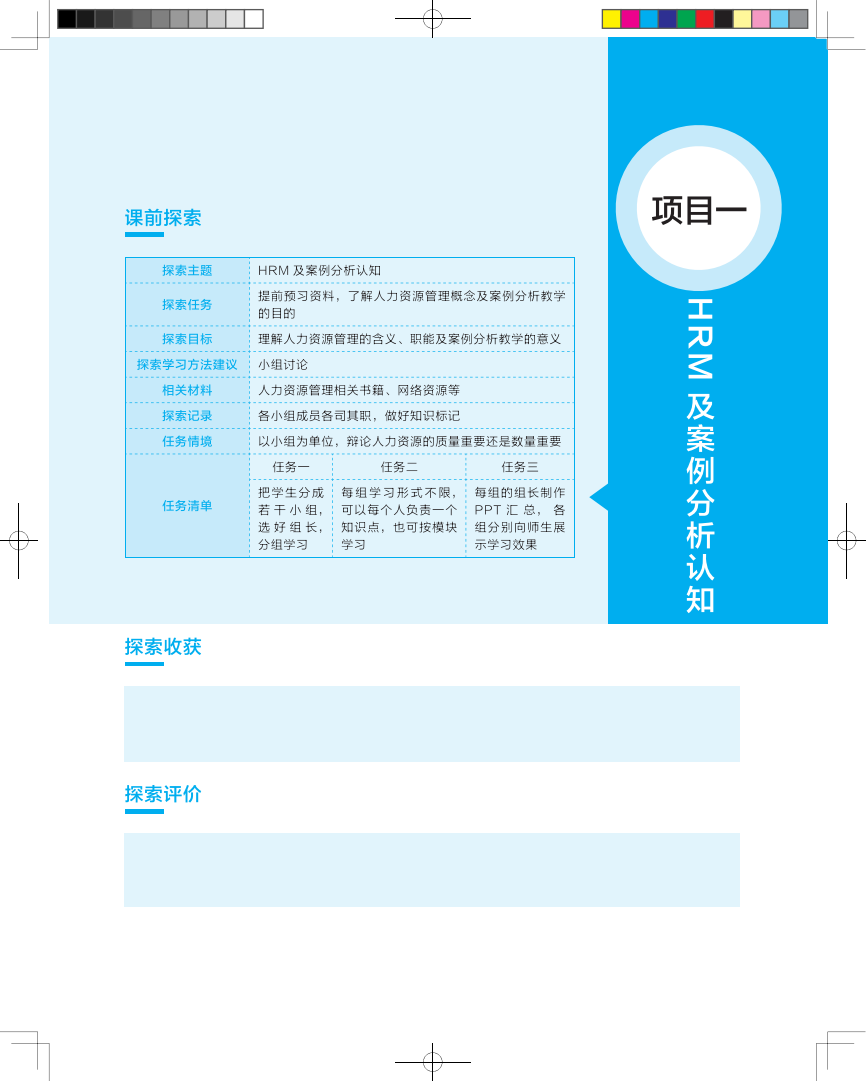 项目一
HRM 及案例分析认知
课前探索
探索主题 HRM 及案例分析认知
探索任务 提前预习资料，了解人力资源管理概念及案例分析教学
的目的
探索目标 理解人力资源管理的含义、职能及案例分析教学的意义
探索学习方法建议 小组讨论
相关材料 人力资源管理相关书籍、网络资源等
探索记录 各小组成员各司其职，做好知识标记
任务情境 以小组为单位，辩论人力资源的质量重要还是数量重要
任务清单
任务一 任务二 任务三
把学生分成
若干小组，
选好组长，
分组学习
每组学习形式不限，
可以每个人负责一个
知识点，也可按模块
学习
每组的组长制作
PPT 汇总，各
组分别向师生展
示学习效果
探索收获
探索评价